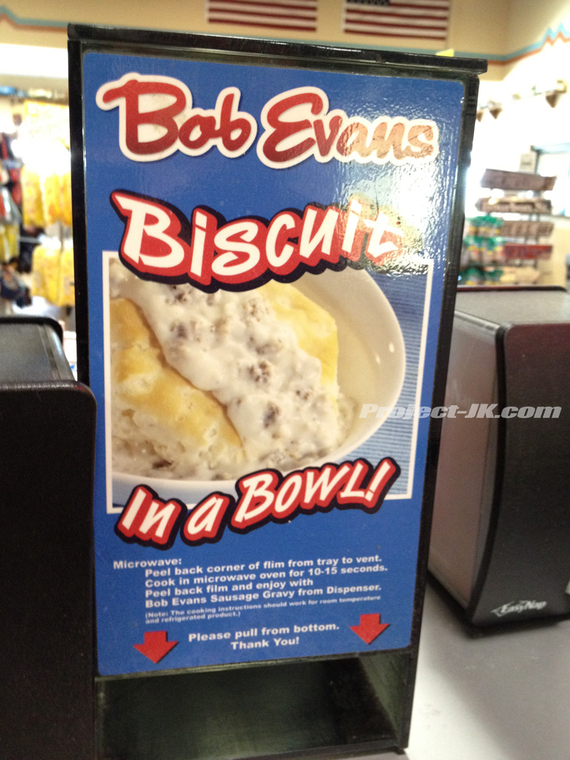 Bob Evans
Biscuit
In a Bowl!
Project-JK.com
Microwave:
Peel back corner of flim from tray to vent.
Cook in microwave oven for 10-15 seconds.
Peel back film and enjoy with
Bob Evans Sausage Gravy from Dispenser.
(Note: The cooking instructions should work for room temperature
and refrigerated product.)
Please pull from bottom.
Thank You!
EasyNap